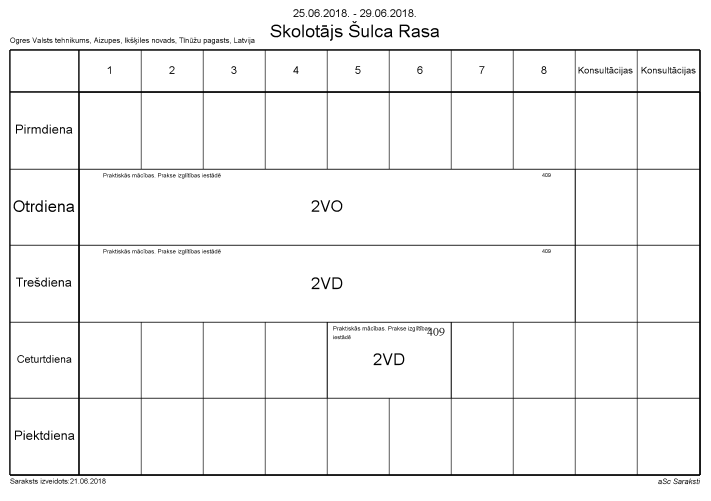 25.06.2018. - 29.06.2018.
Skolotājs Šulca Rasa
Ogres Valsts tehnikums, Aizupes, Ikšķiles novads, Tīnūžu pagasts, Latvija
1 2 3 4 5 6 7 8 Konsultācijas Konsultācijas
Pirmdiena
Praktiskās mācības. Prakse izglītības iestādē 409
Otrdiena 2VO
Praktiskās mācības. Prakse izglītības iestādē 409
Trešdiena 2VD
Praktiskās mācības. Prakse izglītības 409
iestādē
Ceturtdiena 2VD
Piektdiena
Saraksts izveidots:21.06.2018 aSc Saraksti